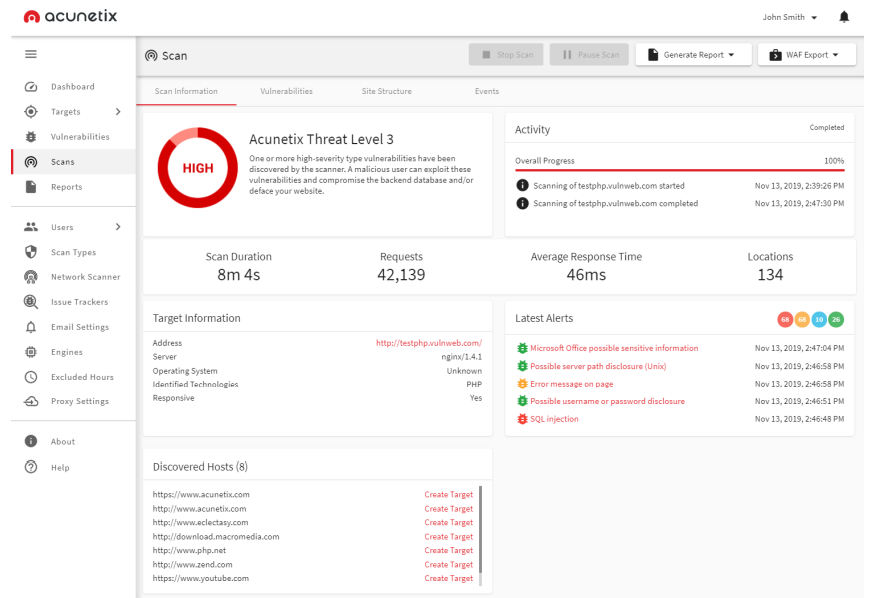 acunetix
John Smith
Scan
Stop Scan
Pause Scan
Generate Report
WAF Export
Dashboard
Targets
Vulnerabilities
Scans
Reports
Users
Scan Types
Network Scanner
Issue Trackers
Email Settings
Engines
Excluded Hours
Proxy Settings
About
Help
Scan Information
Vulnerabilities
Site Structure
Events
HIGH
Acunetix Threat Level 3
One or more high-severity type vulnerabilities have been
discovered by the scanner. A malicious user can exploit these
vulnerabilities and compromise the backend database and/or
deface your website.
Activity
Completed
Overall Progress 100%
Scanning of testphp.vulnweb.com started Nov 13, 2019, 2:39:26 PM
Scanning of testphp.vulnweb.com completed Nov 13, 2019, 2:47:30 PM
Scan Duration
8m 4s
Requests
42,139
Average Response Time
46ms
Locations
134
Target Information
Address http://testphp.vulnweb.com/
Server nginx/1.4.1
Operating System Unknown
Identified Technologies PHP
Responsive Yes
Latest Alerts
68 68 10 26
Microsoft Office possible sensitive information Nov 13, 2019, 2:47:04 PM
Possible server path disclosure (Unix) Nov 13, 2019, 2:46:58 PM
Error message on page Nov 13, 2019, 2:46:58 PM
Possible username or password disclosure Nov 13, 2019, 2:46:51 PM
SQL injection Nov 13, 2019, 2:46:48 PM
Discovered Hosts (8)
https://www.acunetix.com Create Target
http://www.acunetix.com Create Target
http://www.eclectasy.com Create Target
http://download.macromedia.com Create Target
http://www.php.net Create Target
http://www.zend.com Create Target
https://www.youtube.com Create Target